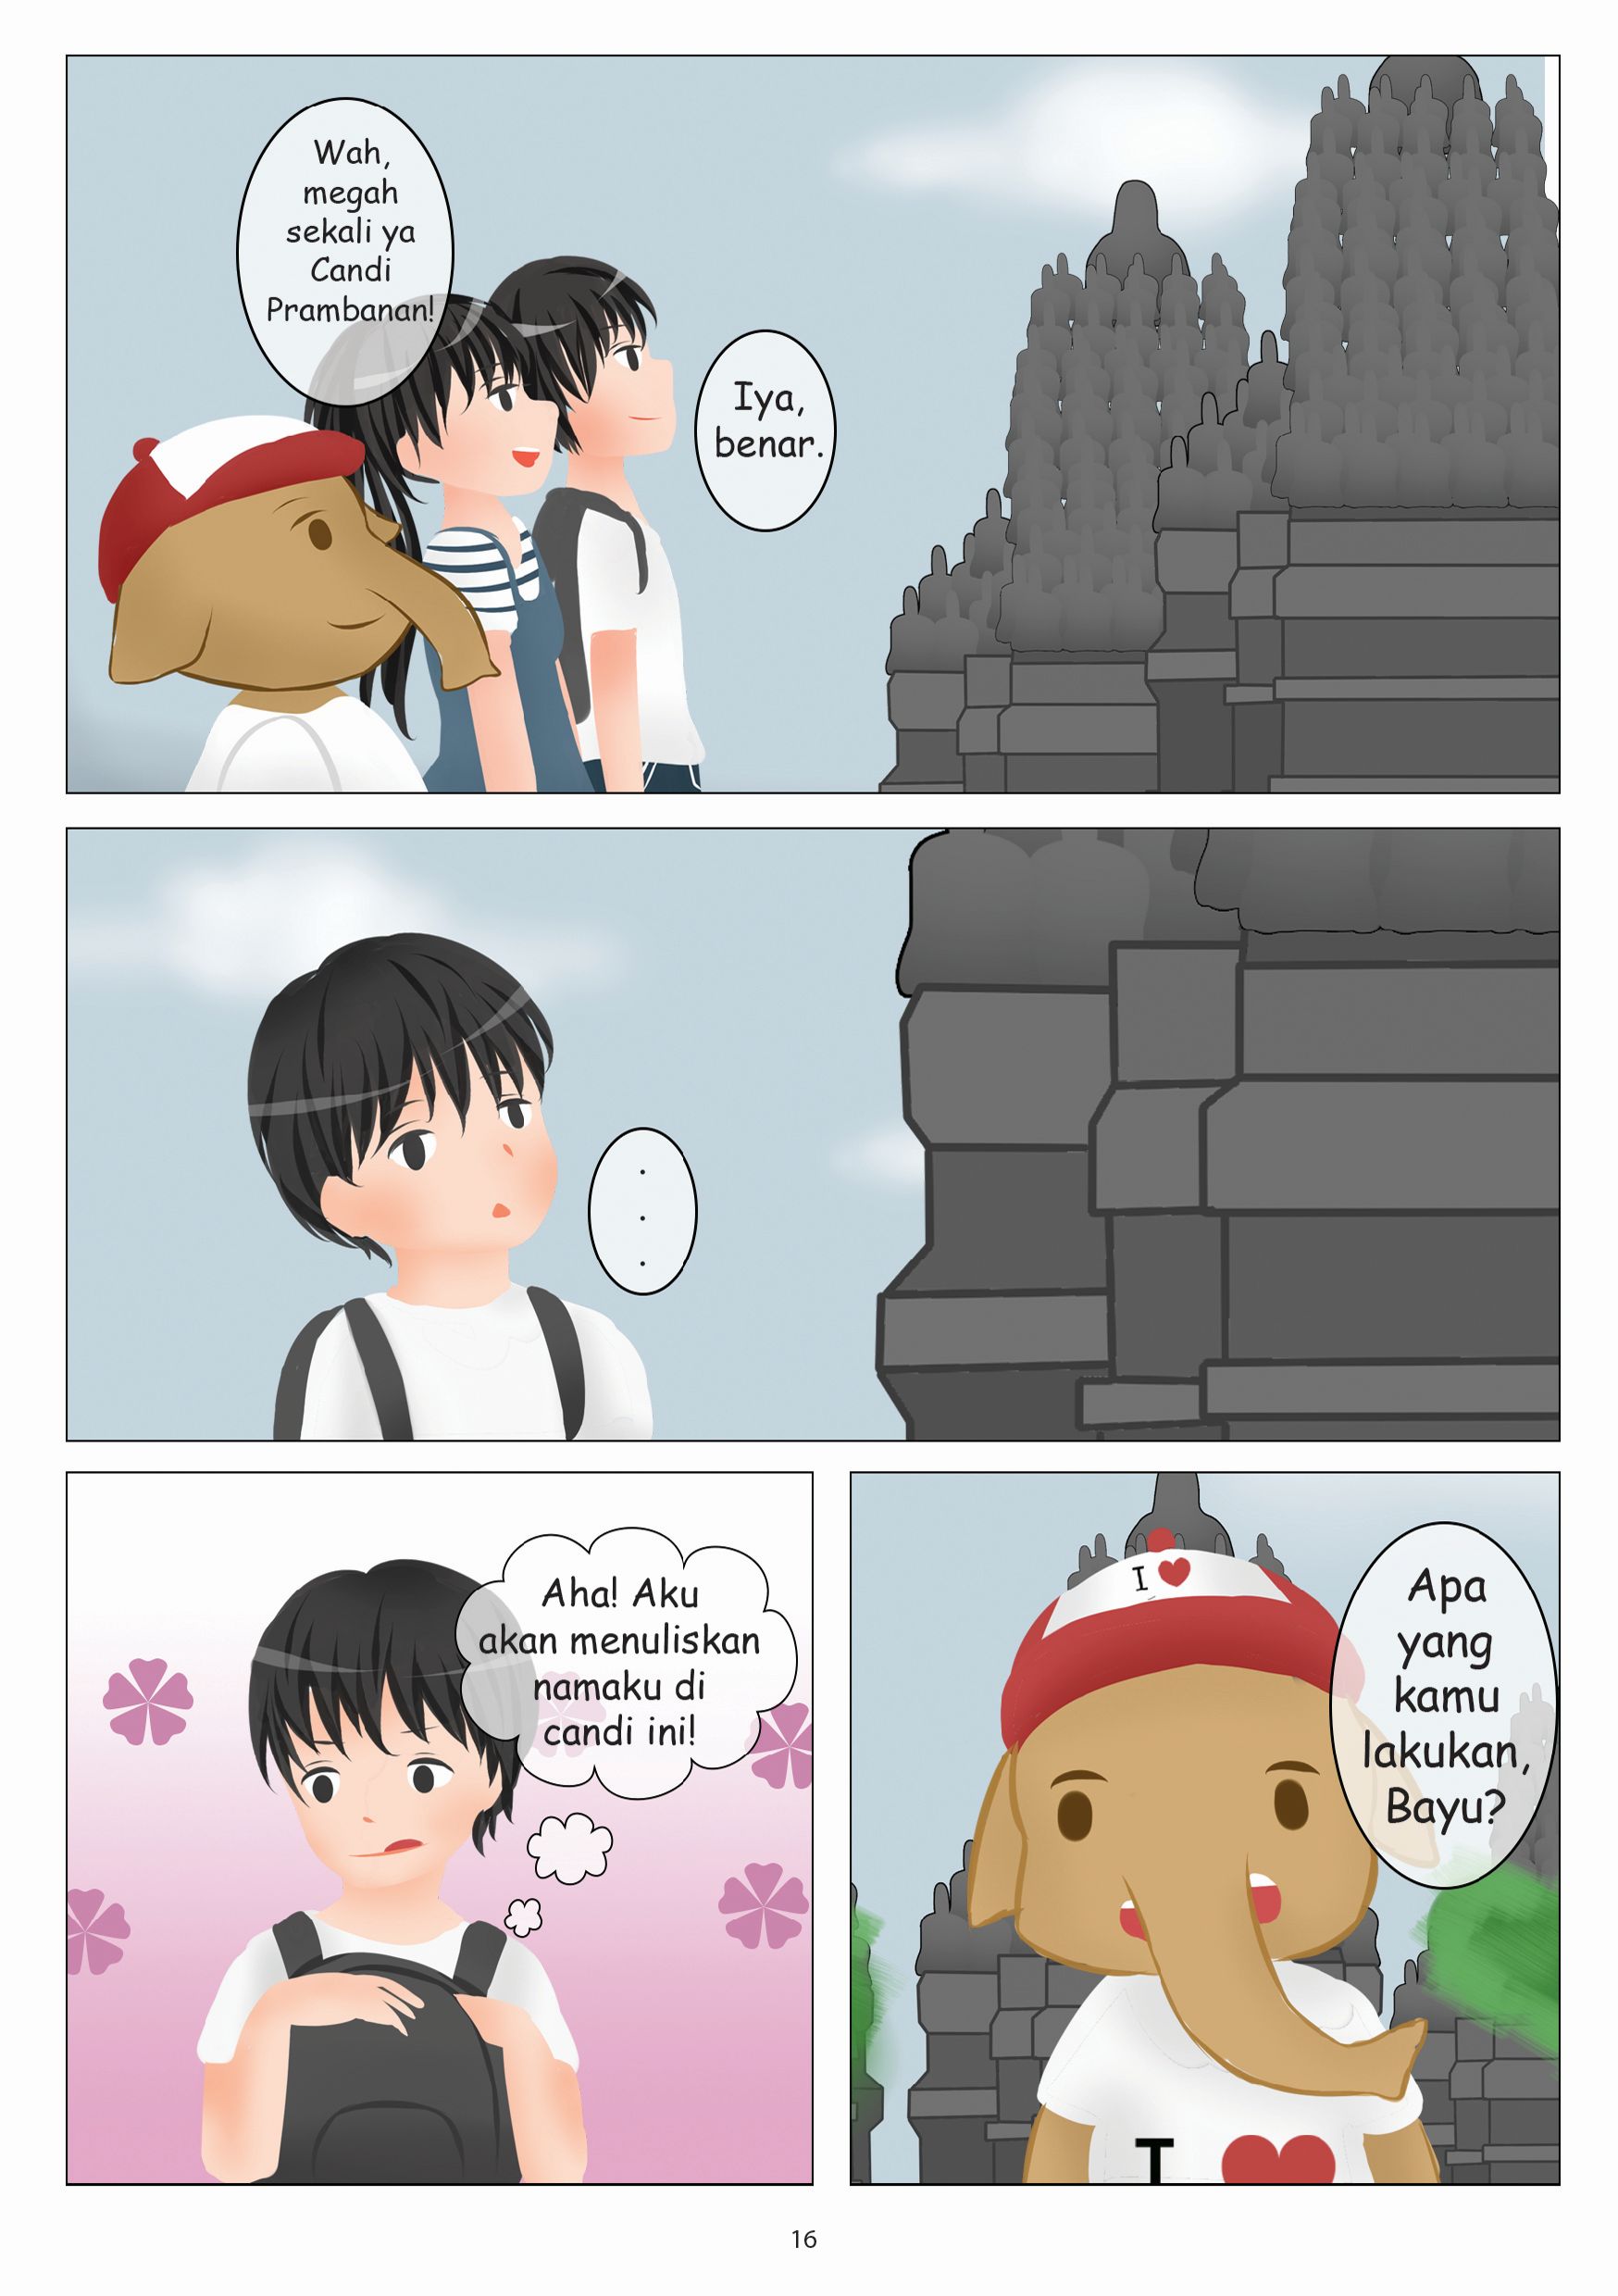 Wah,
megah
sekali ya
Candi
Prambanan!
Iya,
benar.
.
.
.
Aha! Aku
akan menuliskan
namaku di
candi ini!
I ♥
Apa
yang
kamu
lakukan,
Bayu?
I ♥
16